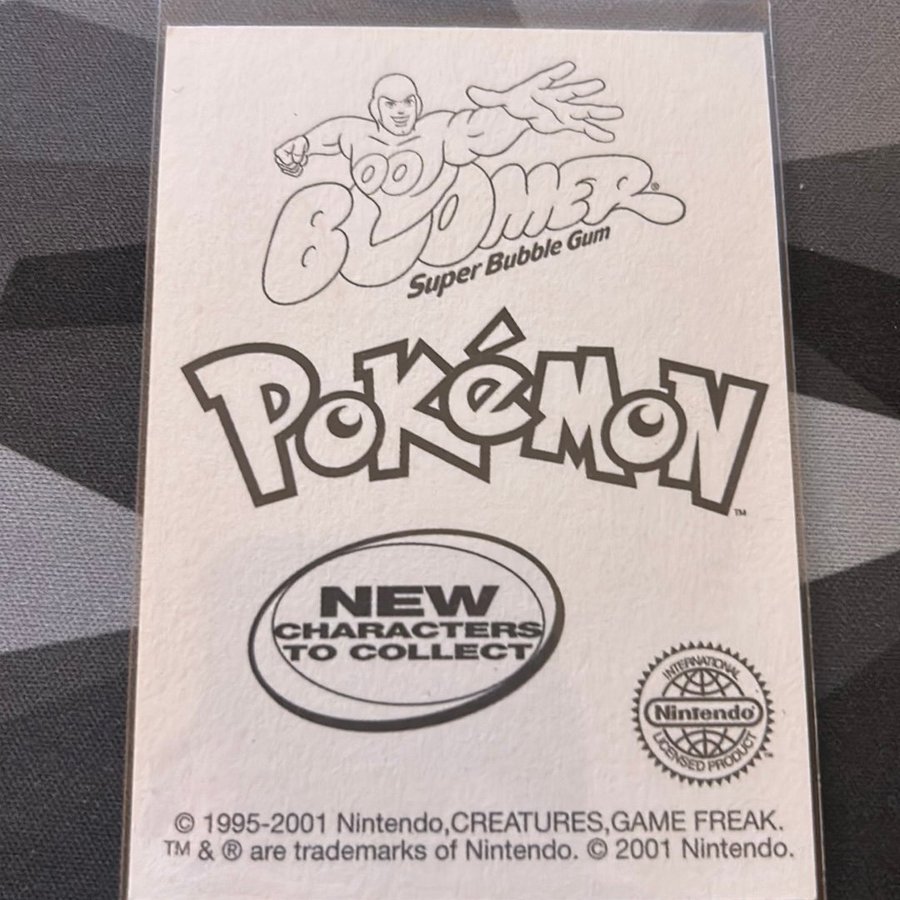 BLOOMER®
Super Bubble Gum
POKéMON™
NEW
CHARACTERS
TO COLLECT
INTERNATIONAL
Nintendo®
LICENSED PRODUCT
© 1995-2001 Nintendo,CREATURES,GAME FREAK.
TM & ® are trademarks of Nintendo. © 2001 Nintendo.